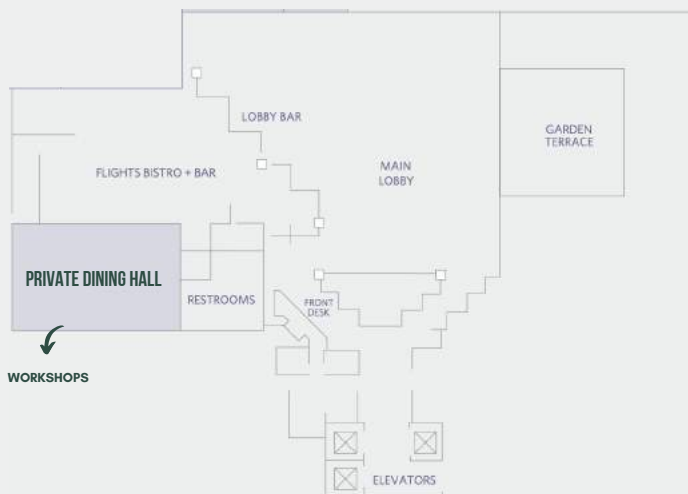 LOBBY BAR
GARDEN
TERRACE
FLIGHTS BISTRO + BAR
MAIN
LOBBY
PRIVATE DINING HALL
RESTROOMS
FRONT
DESK
WORKSHOPS
ELEVATORS